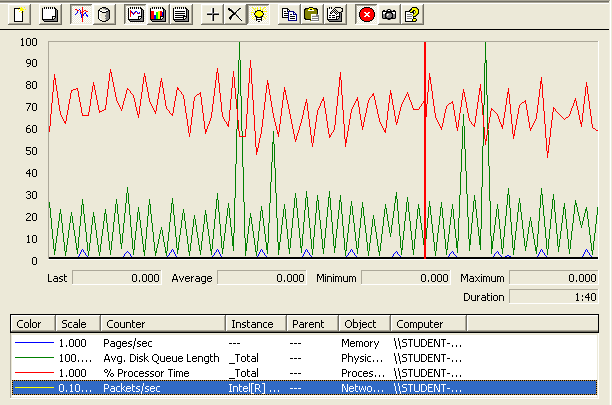 100
90
80
70
60
50
40
30
20
10
0
Last 0.000 Average 0.000 Minimum 0.000 Maximum 0.000
Duration 1:40
Color Scale Counter Instance Parent Object Computer
1.000 Pages/sec --- --- Memory \\STUDENT-...
100.... Avg. Disk Queue Length _Total --- Physic... \\STUDENT-...
1.000 % Processor Time _Total --- Proces... \\STUDENT-...
0.10... Packets/sec Intel[R] ... --- Netwo... \\STUDENT-...